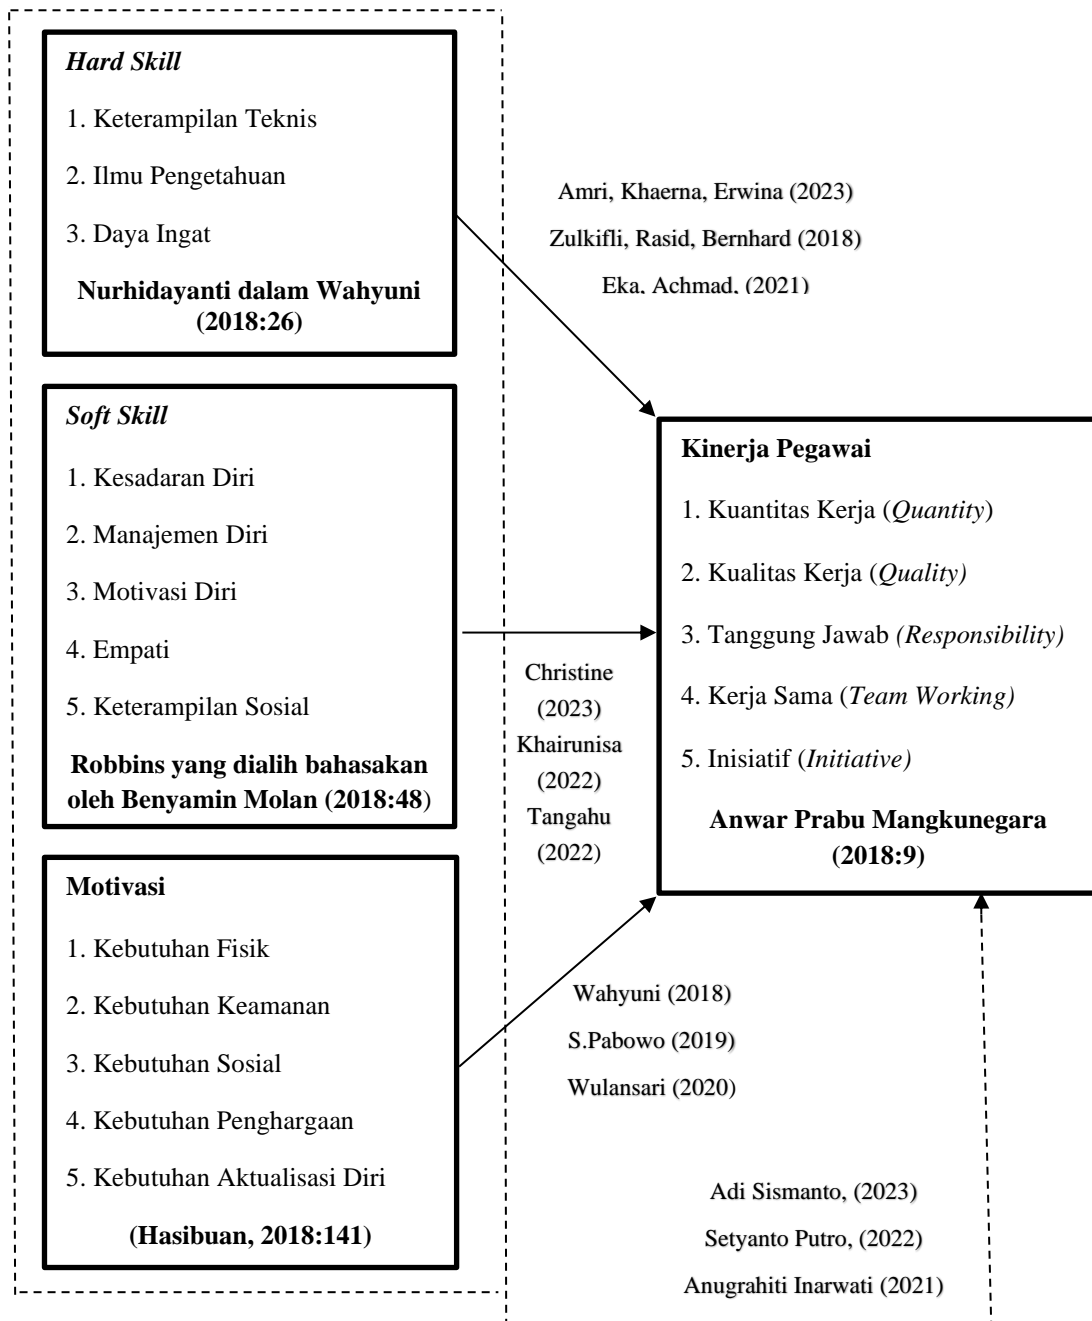 Hard Skill
1. Keterampilan Teknis
2. Ilmu Pengetahuan
3. Daya Ingat
Nurhidayanti dalam Wahyuni
(2018:26)
Amri, Khaerna, Erwina (2023)
Zulkifli, Rasid, Bernhard (2018)
Eka, Achmad, (2021)
Soft Skill
1. Kesadaran Diri
2. Manajemen Diri
3. Motivasi Diri
4. Empati
5. Keterampilan Sosial
Robbins yang dialih bahasakan
oleh Benyamin Molan (2018:48)
Christine
(2023)
Khairunisa
(2022)
Tangahu
(2022)
Kinerja Pegawai
1. Kuantitas Kerja (Quantity)
2. Kualitas Kerja (Quality)
3. Tanggung Jawab (Responsibility)
4. Kerja Sama (Team Working)
5. Inisiatif (Initiative)
Anwar Prabu Mangkunegara
(2018:9)
Motivasi
1. Kebutuhan Fisik
2. Kebutuhan Keamanan
3. Kebutuhan Sosial
4. Kebutuhan Penghargaan
5. Kebutuhan Aktualisasi Diri
(Hasibuan, 2018:141)
Wahyuni (2018)
S.Pabowo (2019)
Wulansari (2020)
Adi Sismanto, (2023)
Setyanto Putro, (2022)
Anugrahiti Inarwati (2021)